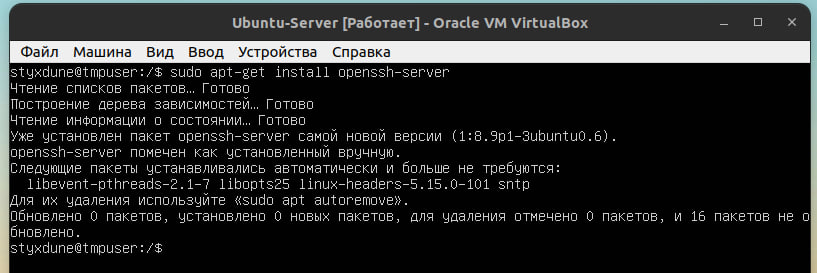 Ubuntu-Server [Работает] - Oracle VM VirtualBox
Файл Машина Вид Ввод Устройства Справка
styxdune@tmpuser:/$ sudo apt-get install openssh-server
Чтение списков пакетов… Готово
Построение дерева зависимостей… Готово
Чтение информации о состоянии… Готово
Уже установлен пакет openssh-server самой новой версии (1:8.9p1-3ubuntu0.6).
openssh-server помечен как установленный вручную.
Следующие пакеты устанавливались автоматически и больше не требуются:
libevent-pthreads-2.1-7 libopts25 linux-headers-5.15.0-101 sntp
Для их удаления используйте «sudo apt autoremove».
Обновлено 0 пакетов, установлено 0 новых пакетов, для удаления отмечено 0 пакетов, и 16 пакетов не о
бновлено.
styxdune@tmpuser:/$